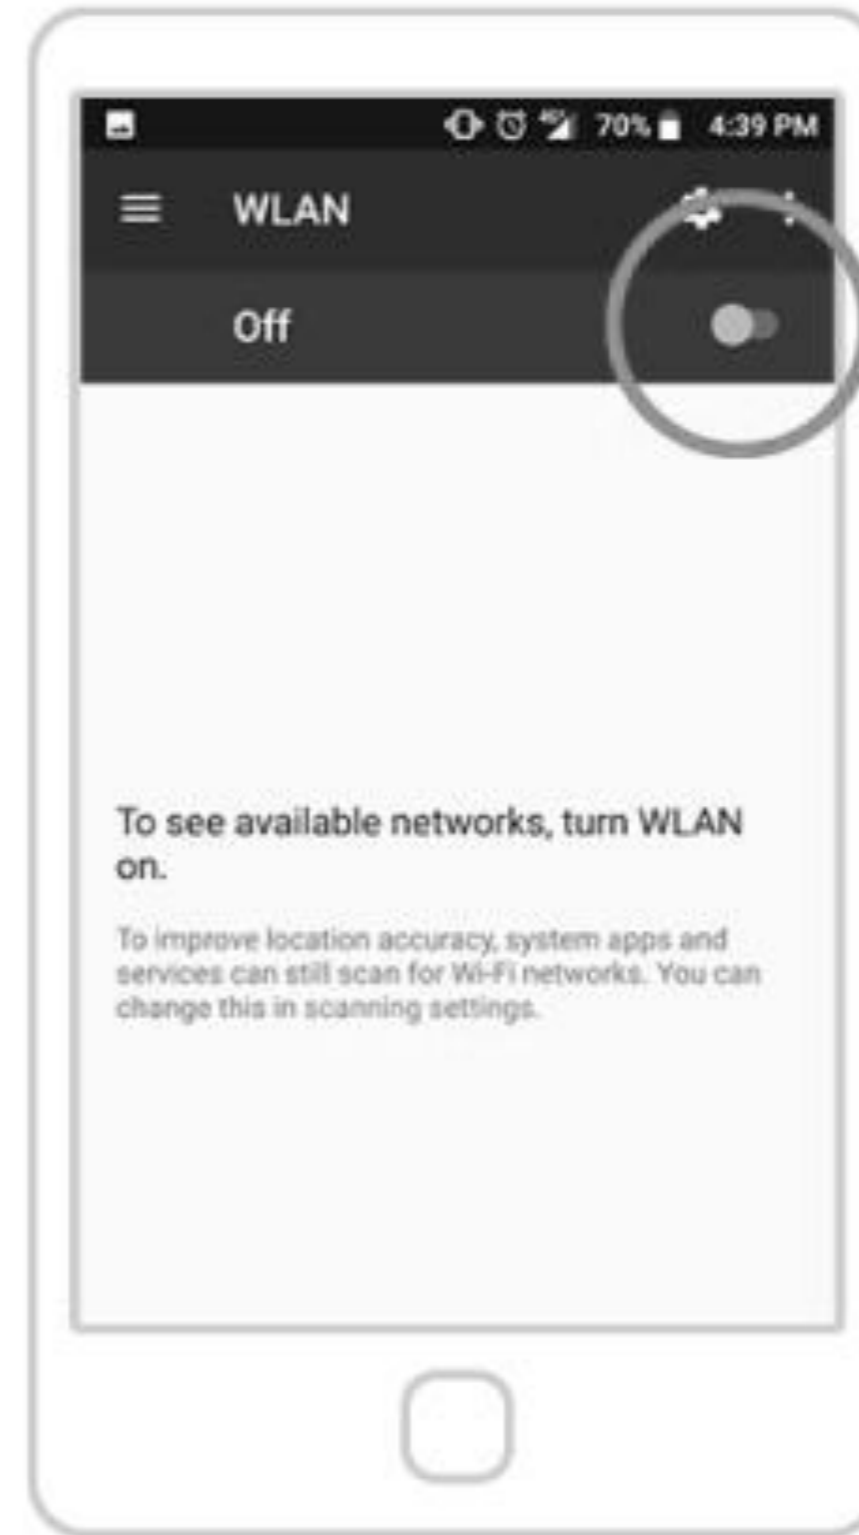 70% 4:39 PM
WLAN
Off
To see available networks, turn WLAN
on.
To improve location accuracy, system apps and
services can still scan for Wi-Fi networks. You can
change this in scanning settings.